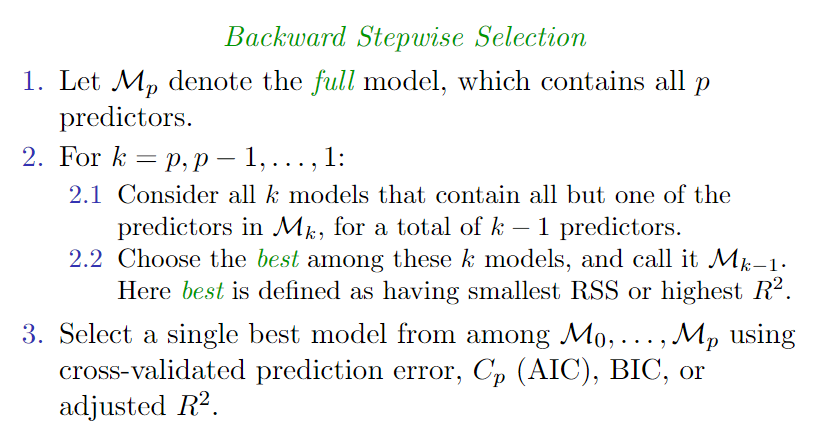 Backward Stepwise Selection
1. Let $\mathcal{M}_p$ denote the full model, which contains all $p$
predictors.
2. For $k = p, p - 1, \ldots, 1$:
2.1 Consider all $k$ models that contain all but one of the
predictors in $\mathcal{M}_k$, for a total of $k - 1$ predictors.
2.2 Choose the best among these $k$ models, and call it $\mathcal{M}_{k-1}$.
Here best is defined as having smallest RSS or highest $R^2$.
3. Select a single best model from among $\mathcal{M}_0, \ldots, \mathcal{M}_p$ using
cross-validated prediction error, $C_p$ (AIC), BIC, or
adjusted $R^2$.